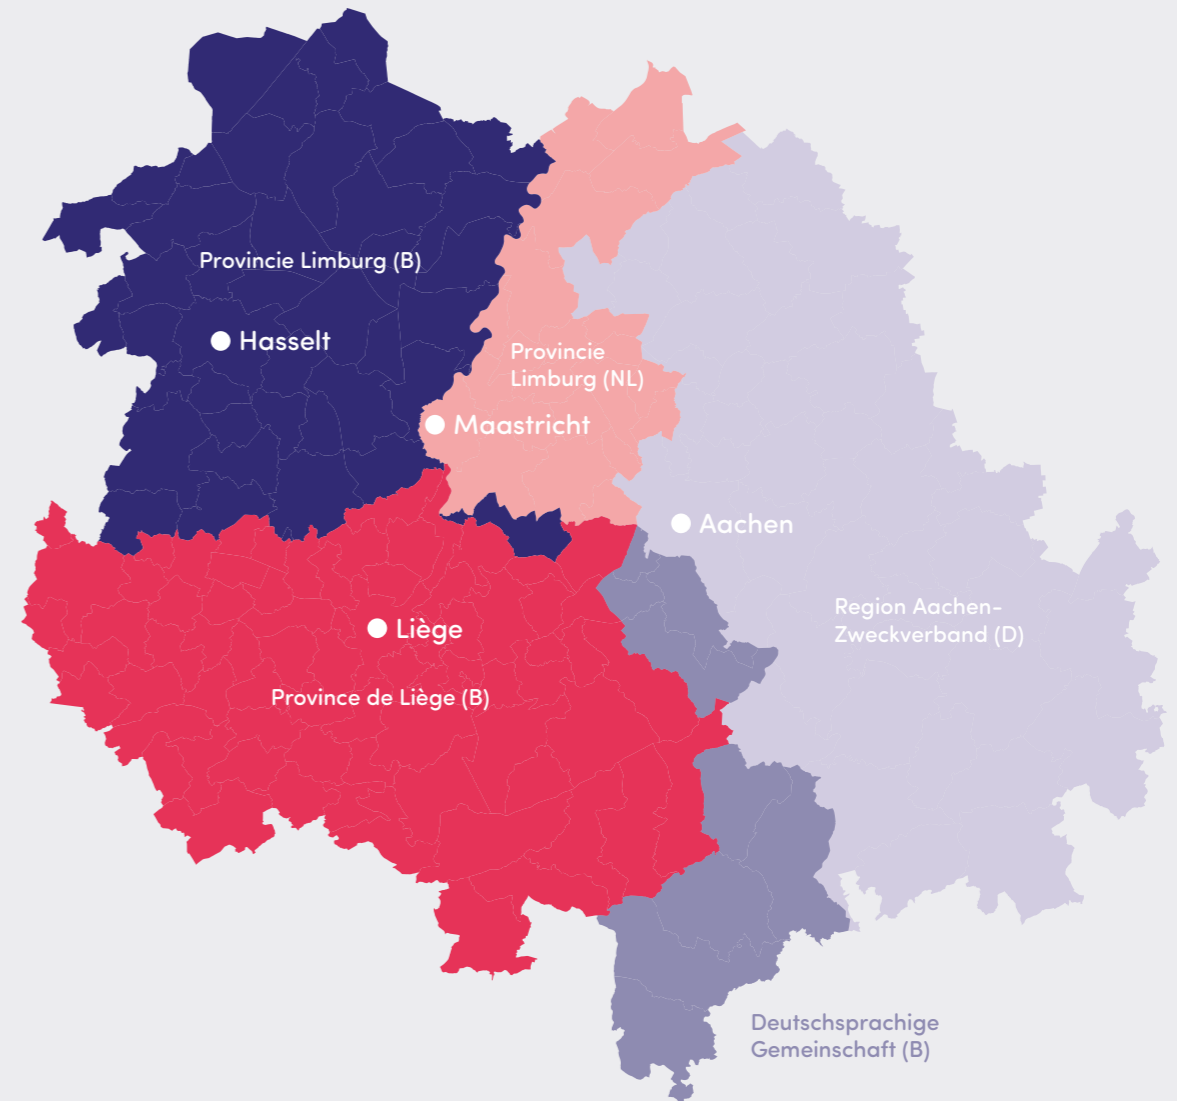 Provincie Limburg (B)
Hasselt
Provincie
Limburg (NL)
Maastricht
Aachen
Region Aachen-
Zweckverband (D)
Liège
Province de Liège (B)
Deutschsprachige
Gemeinschaft (B)